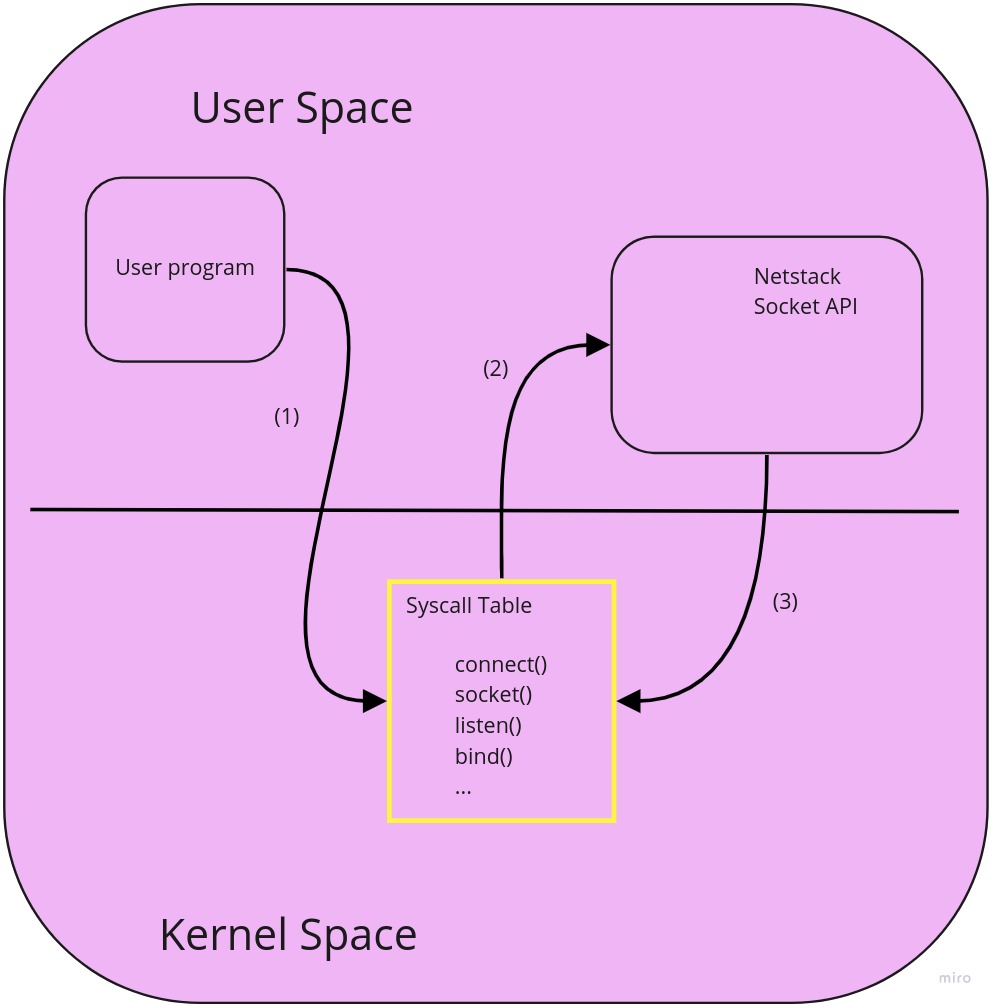 User Space
User program
Netstack
Socket API
(2)
(1)
(3)
Syscall Table
connect()
socket()
listen()
bind()
...
Kernel Space
miro